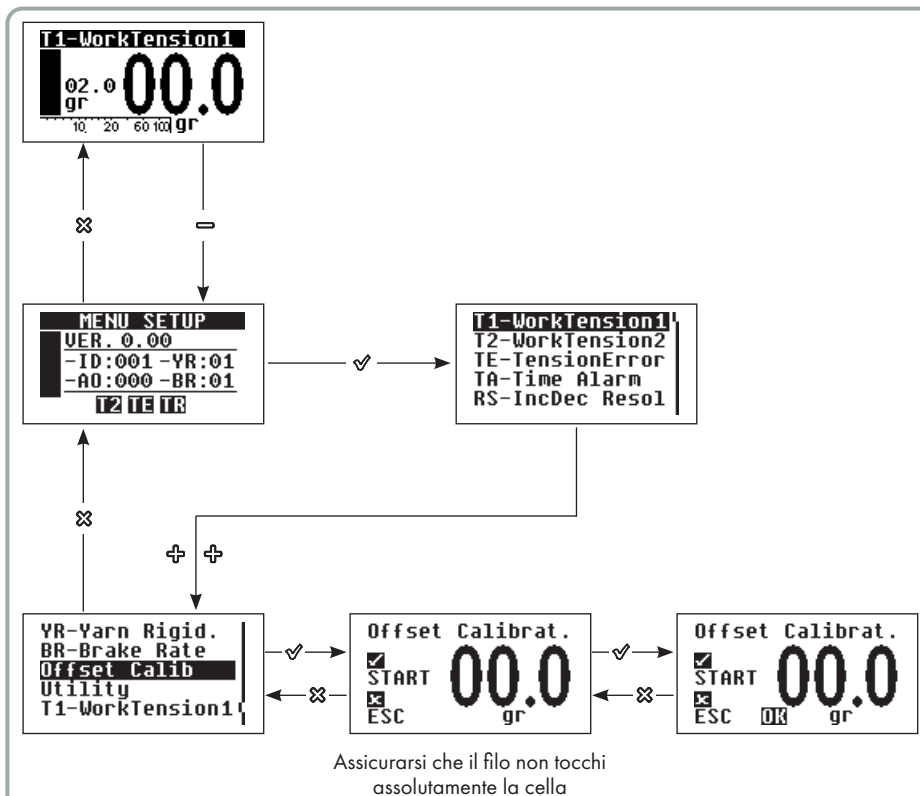 T1-WorkTension1
02.0
gr
00.0
10 20 60 100 gr
MENU SETUP
VER. 0.00
-ID:001 -YR:01
-AO:000 -BR:01
T2 TE TR
T1-WorkTension1
T2-WorkTension2
TE-TensionError
TA-Time Alarm
RS-IncDec Resol
YR-Yarn Rigid.
BR-Brake Rate
Offset Calib
Utility
T1-WorkTension1
Offset Calibrat.
START
00.0
ESC gr
Offset Calibrat.
START
00.0
ESC OK gr
Assicurarsi che il filo non tocchi
assolutamente la cella